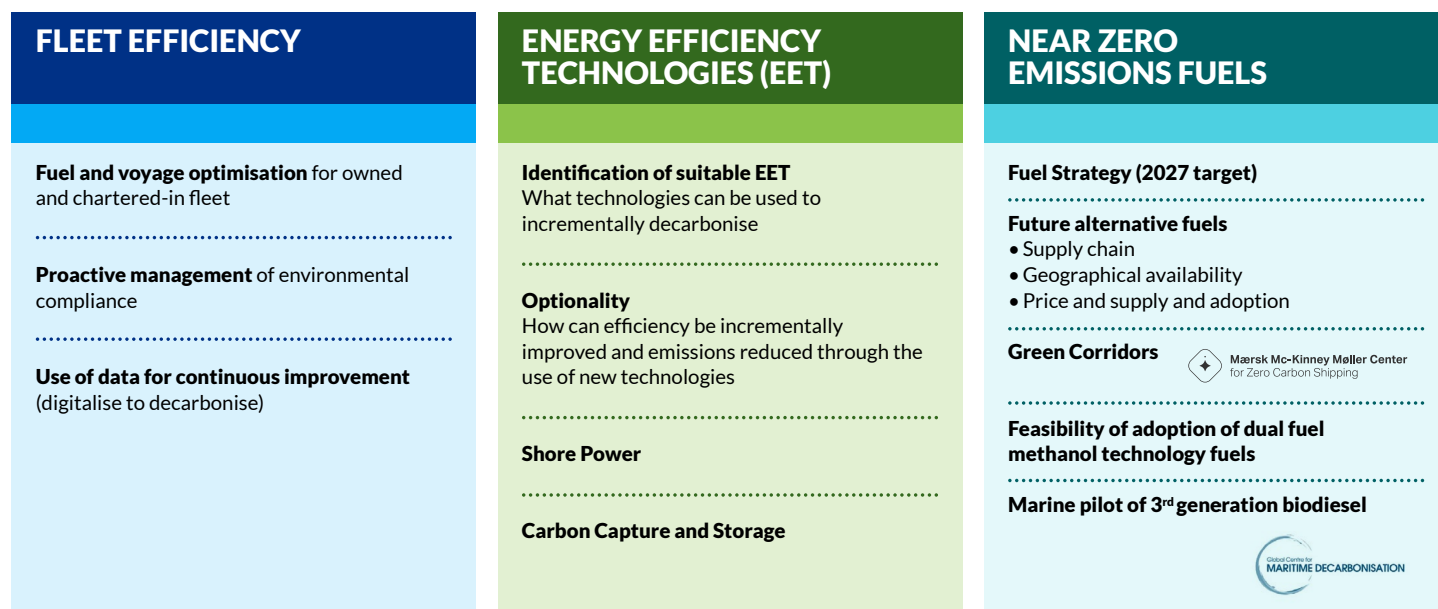 FLEET EFFICIENCY
Fuel and voyage optimisation for owned
and chartered-in fleet
Proactive management of environmental
compliance
Use of data for continuous improvement
(digitalise to decarbonise)
ENERGY EFFICIENCY
TECHNOLOGIES (EET)
Identification of suitable EET
What technologies can be used to
incrementally decarbonise
Optionality
How can efficiency be incrementally
improved and emissions reduced through the
use of new technologies
Shore Power
Carbon Capture and Storage
NEAR ZERO
EMISSIONS FUELS
Fuel Strategy (2027 target)
Future alternative fuels
• Supply chain
• Geographical availability
• Price and supply and adoption
Green Corridors
Mærsk Mc-Kinney Møller Center
for Zero Carbon Shipping
Feasibility of adoption of dual fuel
methanol technology fuels
Marine pilot of 3rd generation biodiesel
Global Centre for
MARITIME DECARBONISATION